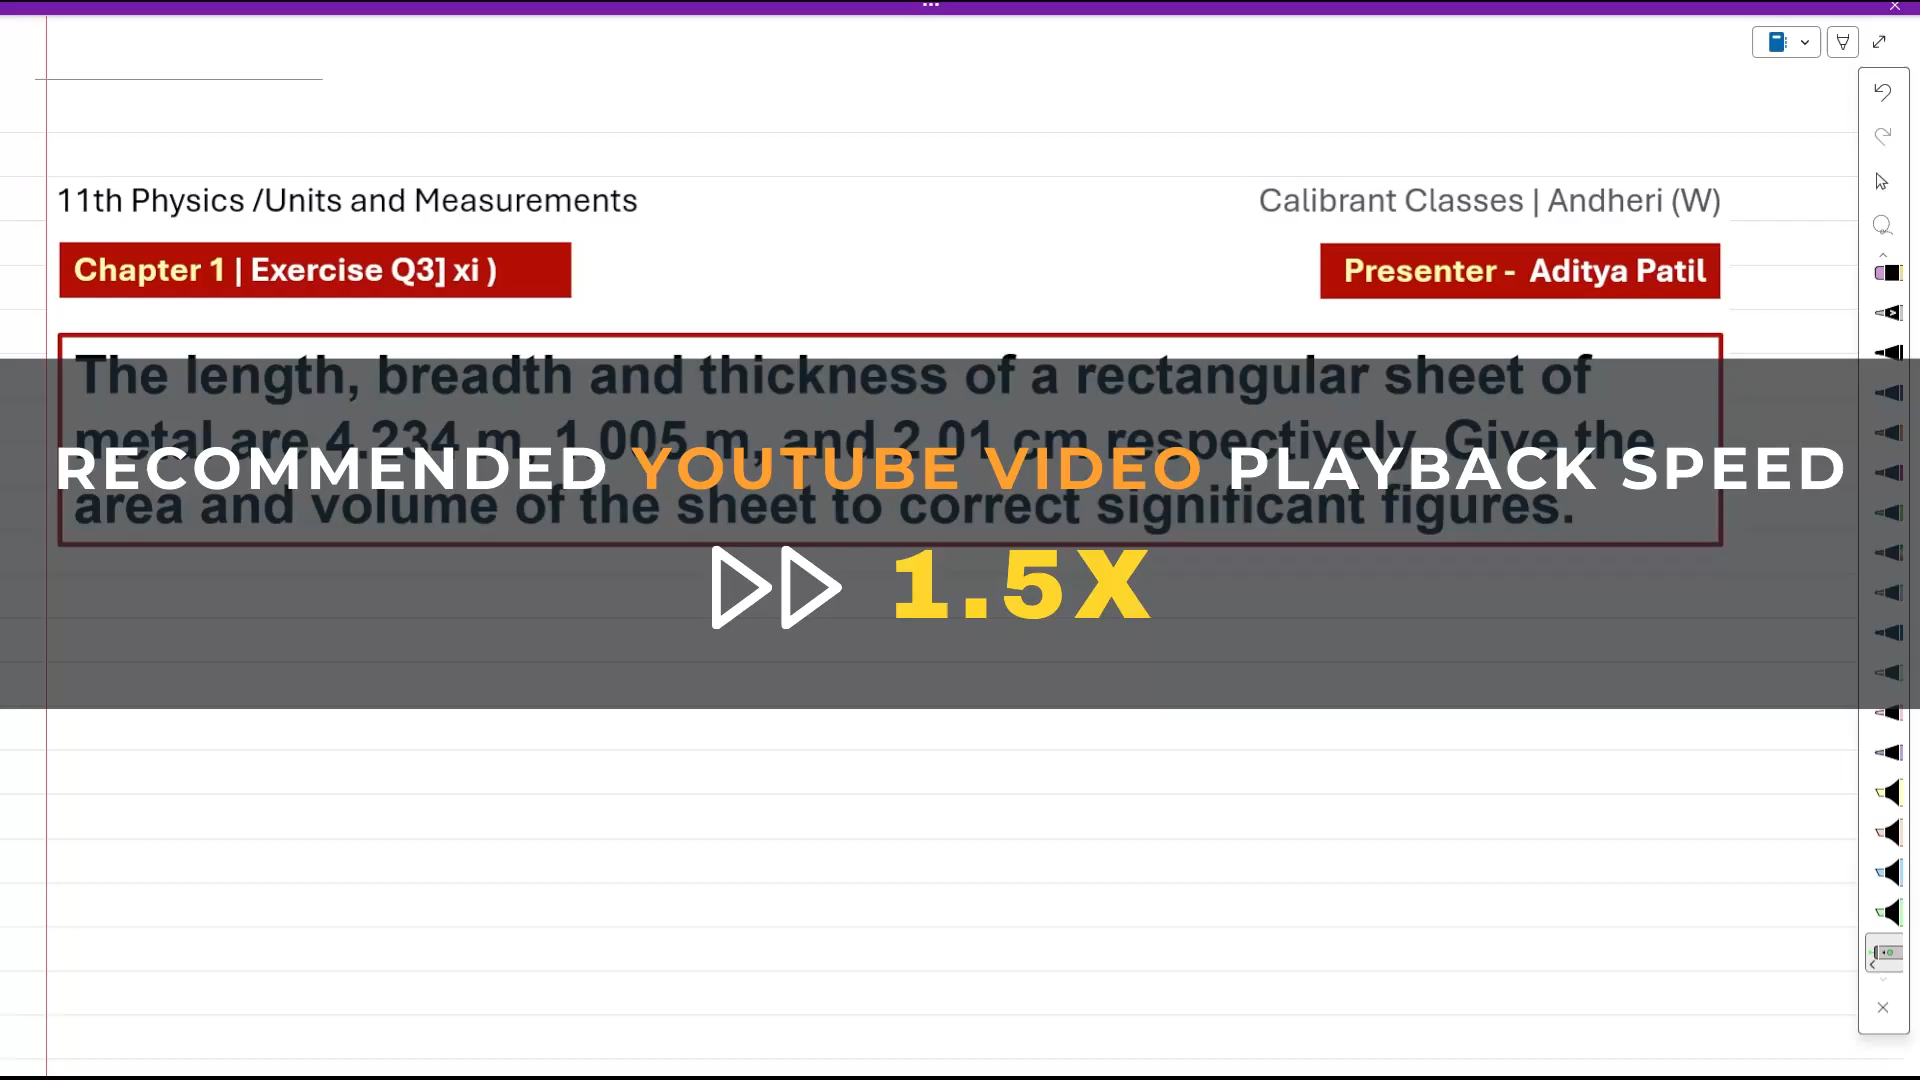 11th Physics /Units and Measurements
Calibrant Classes | Andheri (W)
Chapter 1 | Exercise Q3] xi )
Presenter - Aditya Patil
The length, breadth and thickness of a rectangular sheet of
metal are 4.234 m, 1.005 m, and 2.01 cm respectively. Give the
area and volume of the sheet to correct significant figures.
RECOMMENDED YOUTUBE VIDEO PLAYBACK SPEED
1.5X